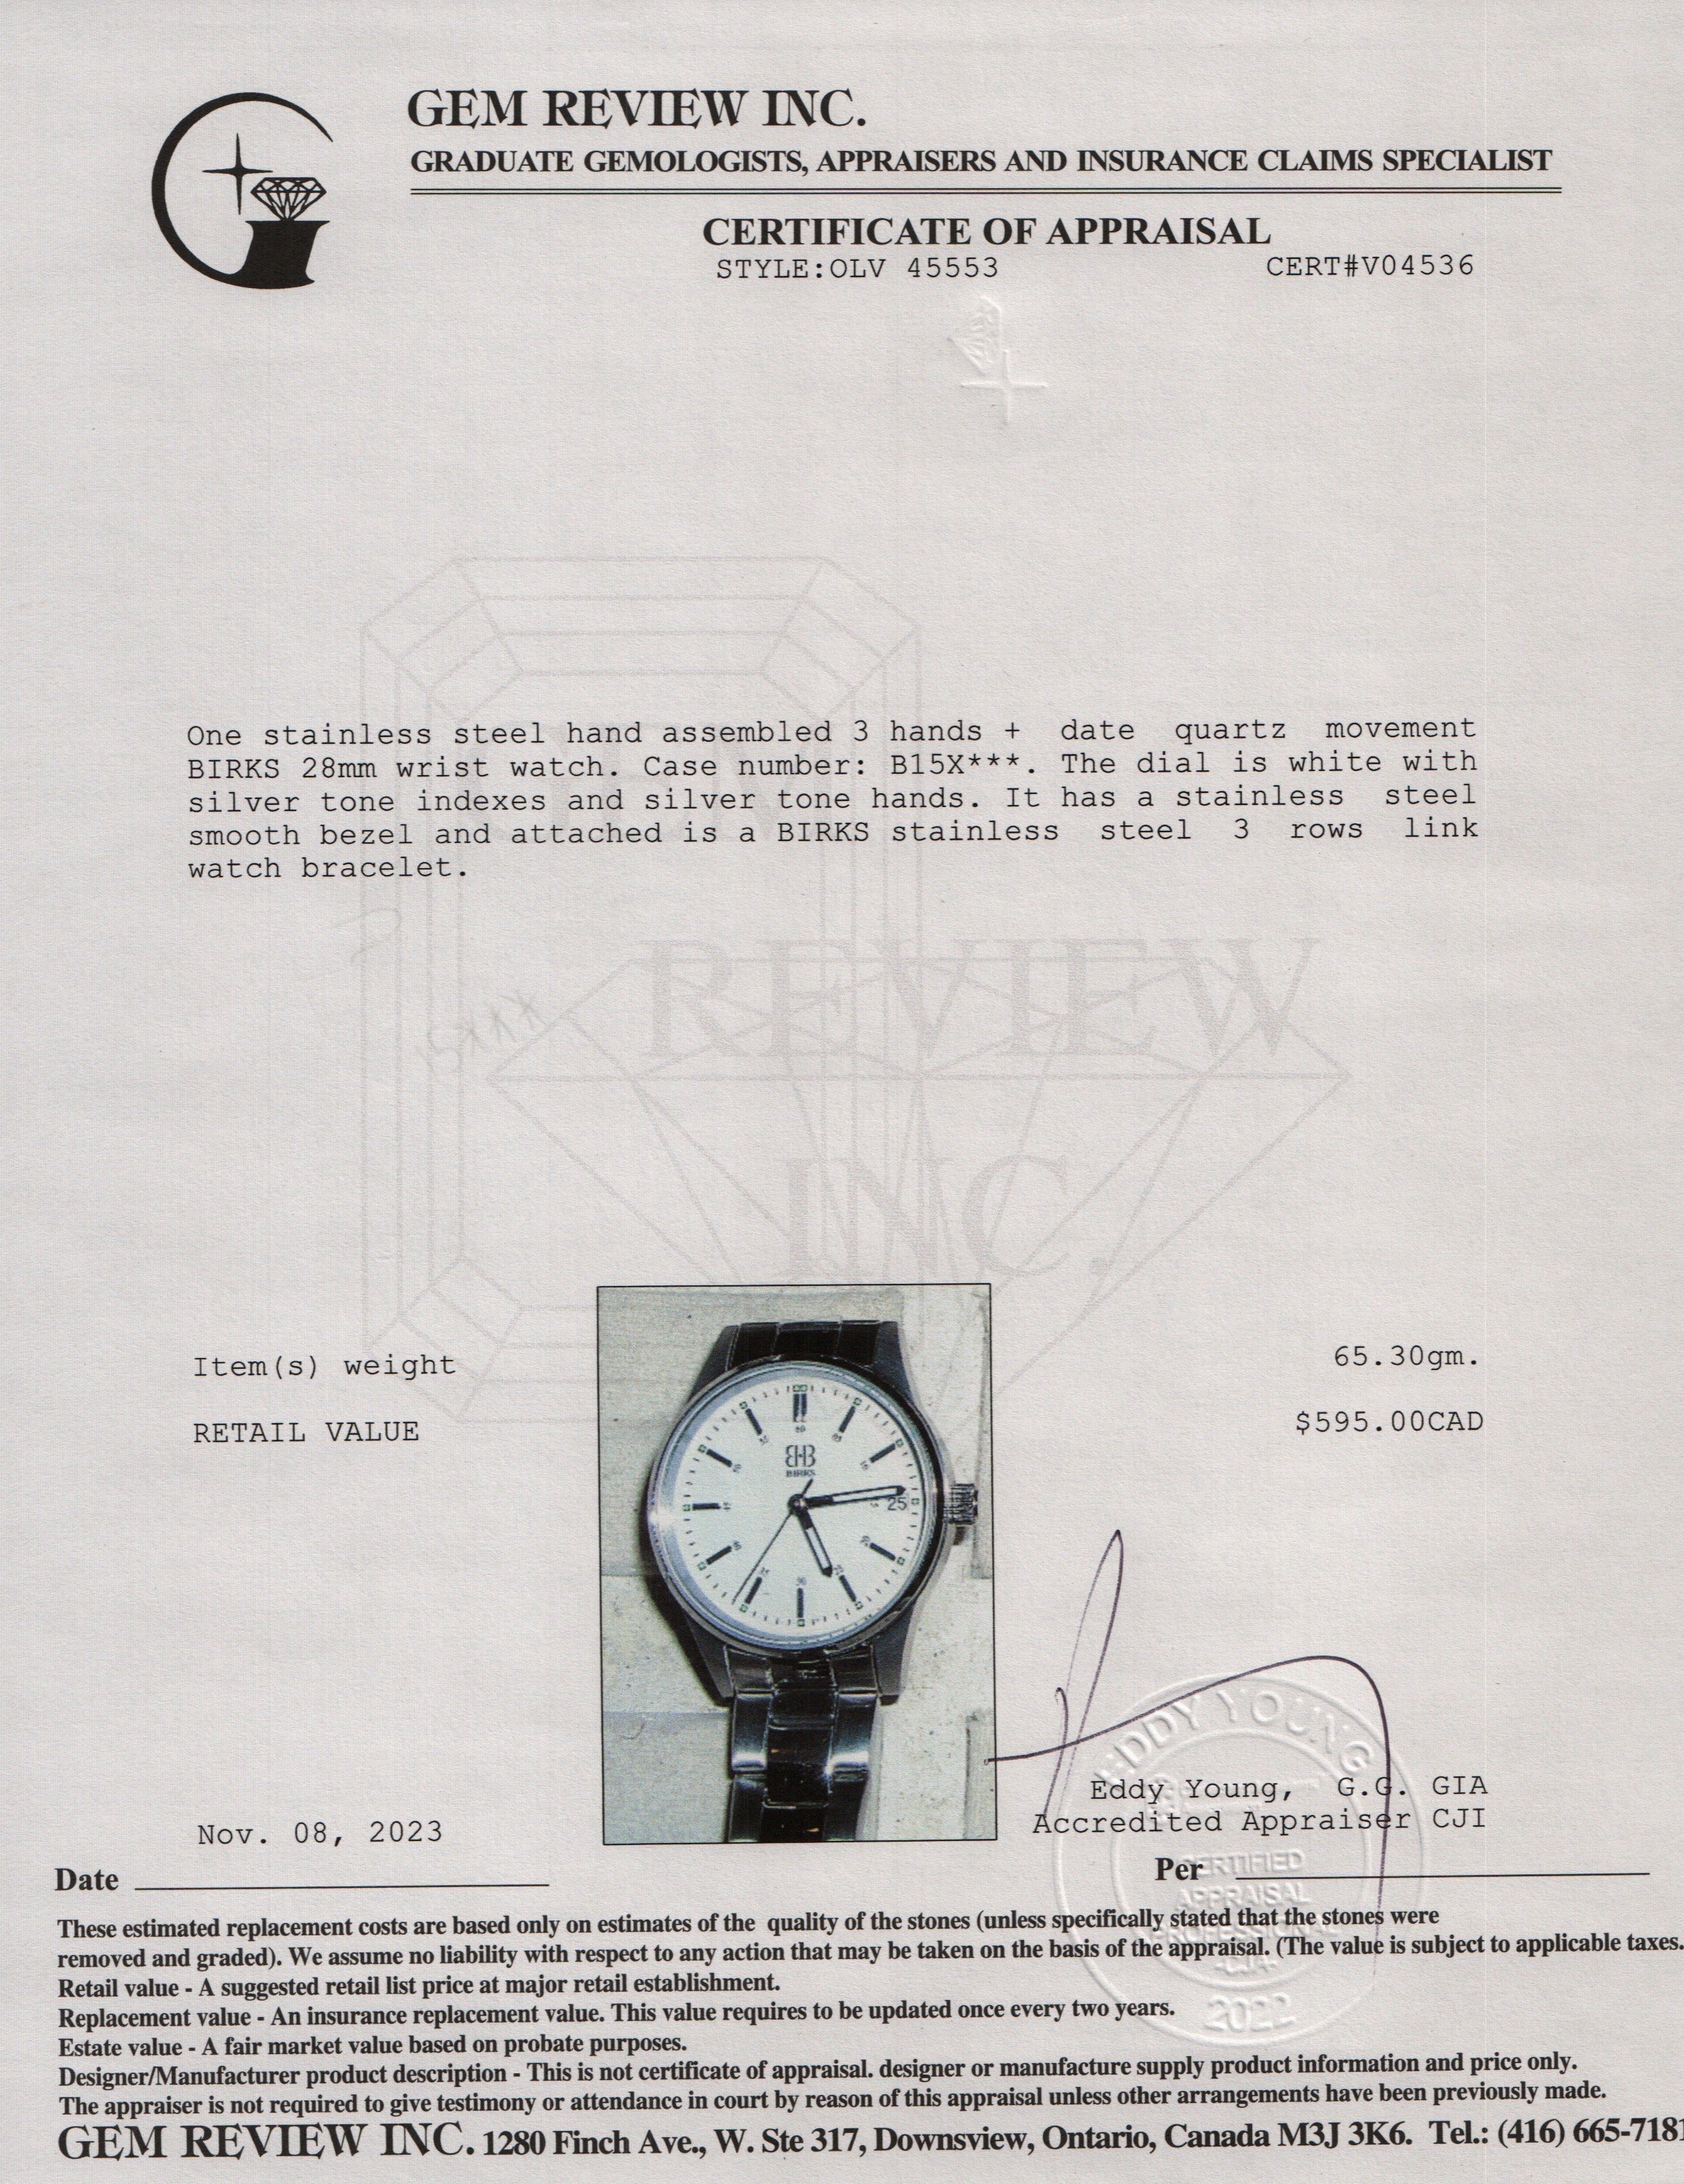 GEM REVIEW INC.
GRADUATE GEMOLOGISTS, APPRAISERS AND INSURANCE CLAIMS SPECIALIST
CERTIFICATE OF APPRAISAL
STYLE:OLV 45553 CERT#V04536
One stainless steel hand assembled 3 hands + date quartz movement
BIRKS 28mm wrist watch. Case number: B15X***. The dial is white with
silver tone indexes and silver tone hands. It has a stainless steel
smooth bezel and attached is a BIRKS stainless steel 3 rows link
watch bracelet.
REVIEW
INC.
Item(s) weight 65.30gm.
RETAIL VALUE $595.00CAD
BIRKS
25
EDDY YOUNG
Eddy Young, G.G. GIA
Accredited Appraiser CJI
Nov. 08, 2023
Date
Per
CERTIFIED
APPRAISAL
PROFESSIONAL
-CJA-
2022
These estimated replacement costs are based only on estimates of the quality of the stones (unless specifically stated that the stones were
removed and graded). We assume no liability with respect to any action that may be taken on the basis of the appraisal. (The value is subject to applicable taxes.
Retail value - A suggested retail list price at major retail establishment.
Replacement value - An insurance replacement value. This value requires to be updated once every two years.
Estate value - A fair market value based on probate purposes.
Designer/Manufacturer product description - This is not certificate of appraisal. designer or manufacture supply product information and price only.
The appraiser is not required to give testimony or attendance in court by reason of this appraisal unless other arrangements have been previously made.
GEM REVIEW INC. 1280 Finch Ave., W. Ste 317, Downsview, Ontario, Canada M3J 3K6. Tel.: (416) 665-7181